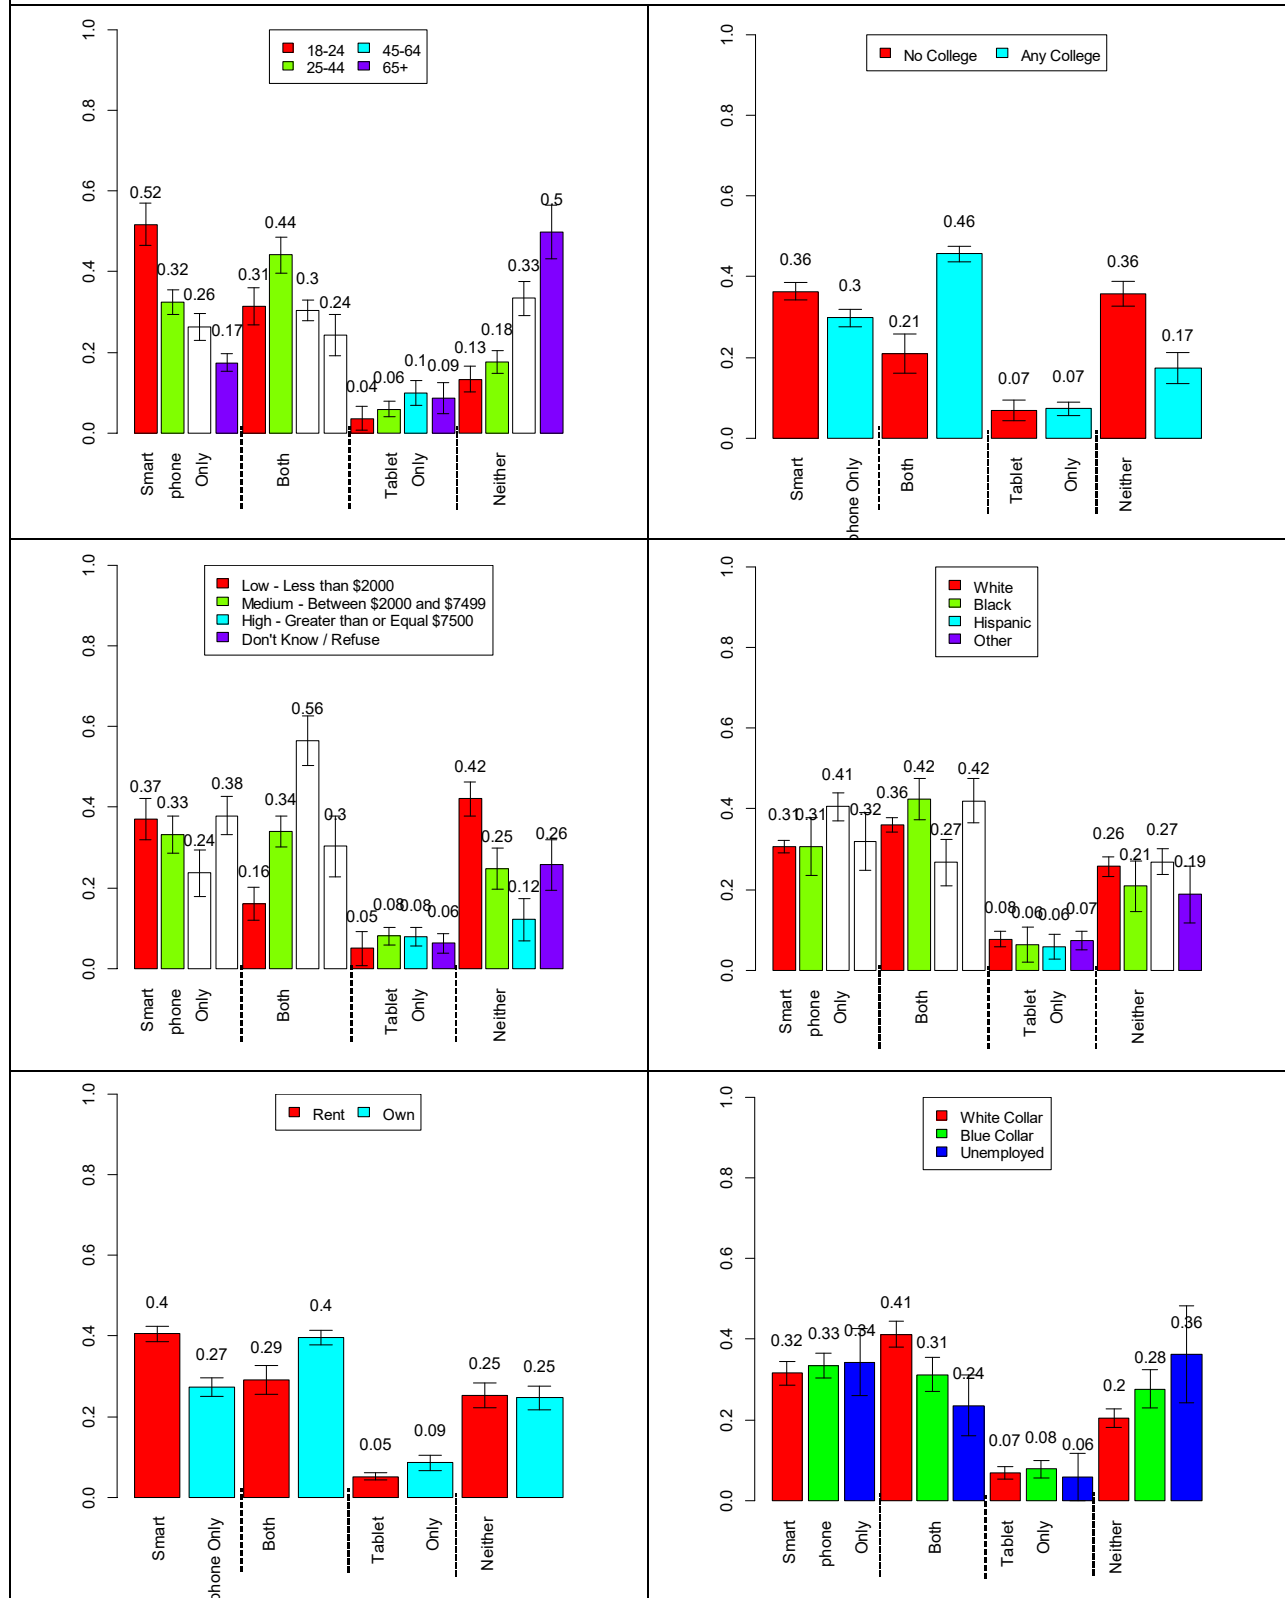 18-24 45-64
25-44 65+
1.0
0.8
0.6
0.4
0.2
0.0
0.52
0.32
0.26
0.17
0.31
0.44
0.3
0.24
0.04
0.06
0.1
0.09
0.13
0.18
0.33
0.5
Smart
phone
Only
Both
Tablet
Only
Neither
No College Any College
1.0
0.8
0.6
0.4
0.2
0.0
0.36
0.3
0.21
0.46
0.07
0.07
0.36
0.17
Smart
phone Only
Both
Tablet
Only
Neither
Low - Less than $2000
Medium - Between $2000 and $7499
High - Greater than or Equal $7500
Don't Know / Refuse
1.0
0.8
0.6
0.4
0.2
0.0
0.37
0.33
0.24
0.38
0.16
0.34
0.56
0.3
0.05
0.08
0.08
0.06
0.42
0.25
0.12
0.26
Smart
phone
Only
Both
Tablet
Only
Neither
White
Black
Hispanic
Other
1.0
0.8
0.6
0.4
0.2
0.0
0.31
0.31
0.41
0.32
0.36
0.42
0.27
0.42
0.08
0.06
0.06
0.07
0.26
0.21
0.27
0.19
Smart
phone
Only
Both
Tablet
Only
Neither
Rent Own
1.0
0.8
0.6
0.4
0.2
0.0
0.4
0.27
0.29
0.4
0.05
0.09
0.25
0.25
Smart
phone Only
Both
Tablet
Only
Neither
White Collar
Blue Collar
Unemployed
1.0
0.8
0.6
0.4
0.2
0.0
0.32
0.33
0.34
0.41
0.31
0.24
0.07
0.08
0.06
0.2
0.28
0.36
Smart
phone
Only
Both
Tablet
Only
Neither